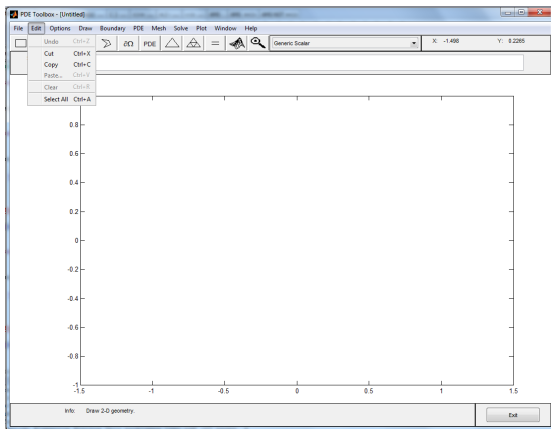 PDE Toolbox - [Untitled]
File Edit Options Draw Boundary PDE Mesh Solve Plot Window Help
Undo Ctrl+Z
Cut Ctrl+X
Copy Ctrl+C
Paste... Ctrl+V
Clear Ctrl+R
Select All Ctrl+A
∂Ω PDE = Generic Scalar X: -1.498 Y: 0.2265
0.8
0.6
0.4
0.2
0
-0.2
-0.4
-0.6
-0.8
-1
-1.5 -1 -0.5 0 0.5 1 1.5
Info: Draw 2-D geometry.
Exit